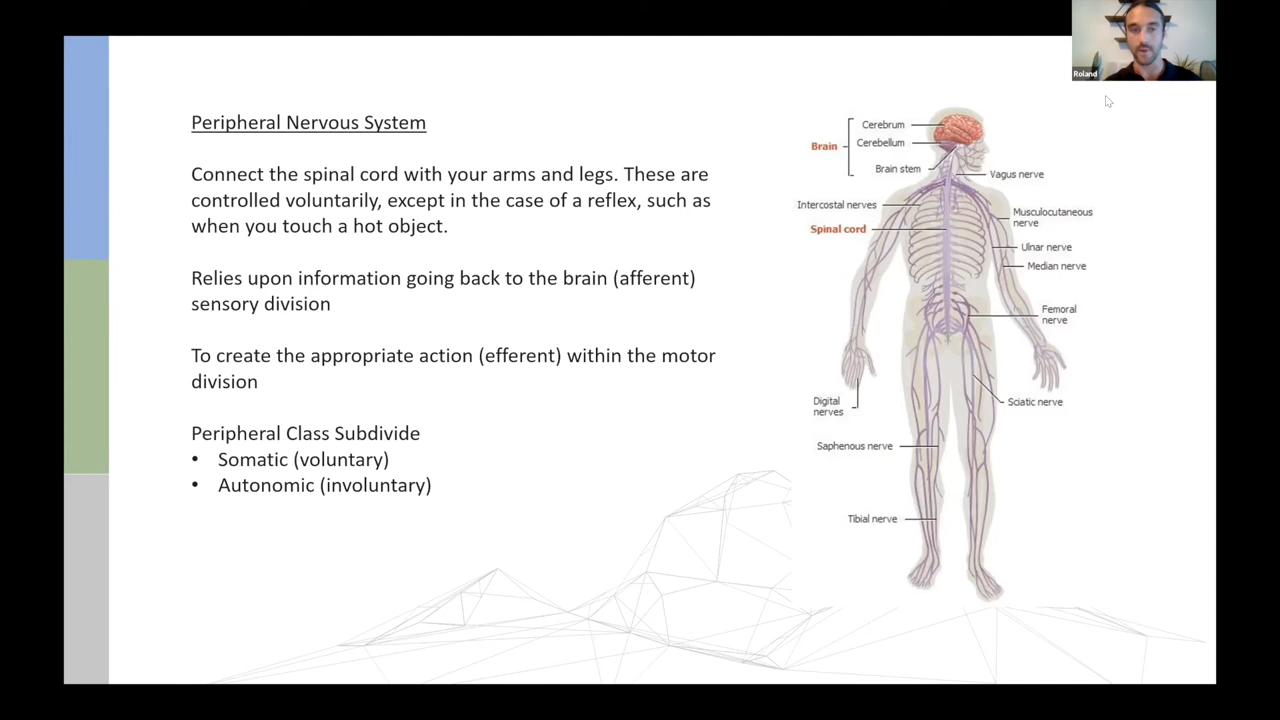 Roland
Peripheral Nervous System
Connect the spinal cord with your arms and legs. These are
controlled voluntarily, except in the case of a reflex, such as
when you touch a hot object.
Relies upon information going back to the brain (afferent)
sensory division
To create the appropriate action (efferent) within the motor
division
Peripheral Class Subdivide
• Somatic (voluntary)
• Autonomic (involuntary)
Cerebrum
Brain
Cerebellum
Brain stem
Vagus nerve
Intercostal nerves
Musculocutaneous
nerve
Spinal cord
Ulnar nerve
Median nerve
Femoral
nerve
Digital
nerves
Sciatic nerve
Saphenous nerve
Tibial nerve